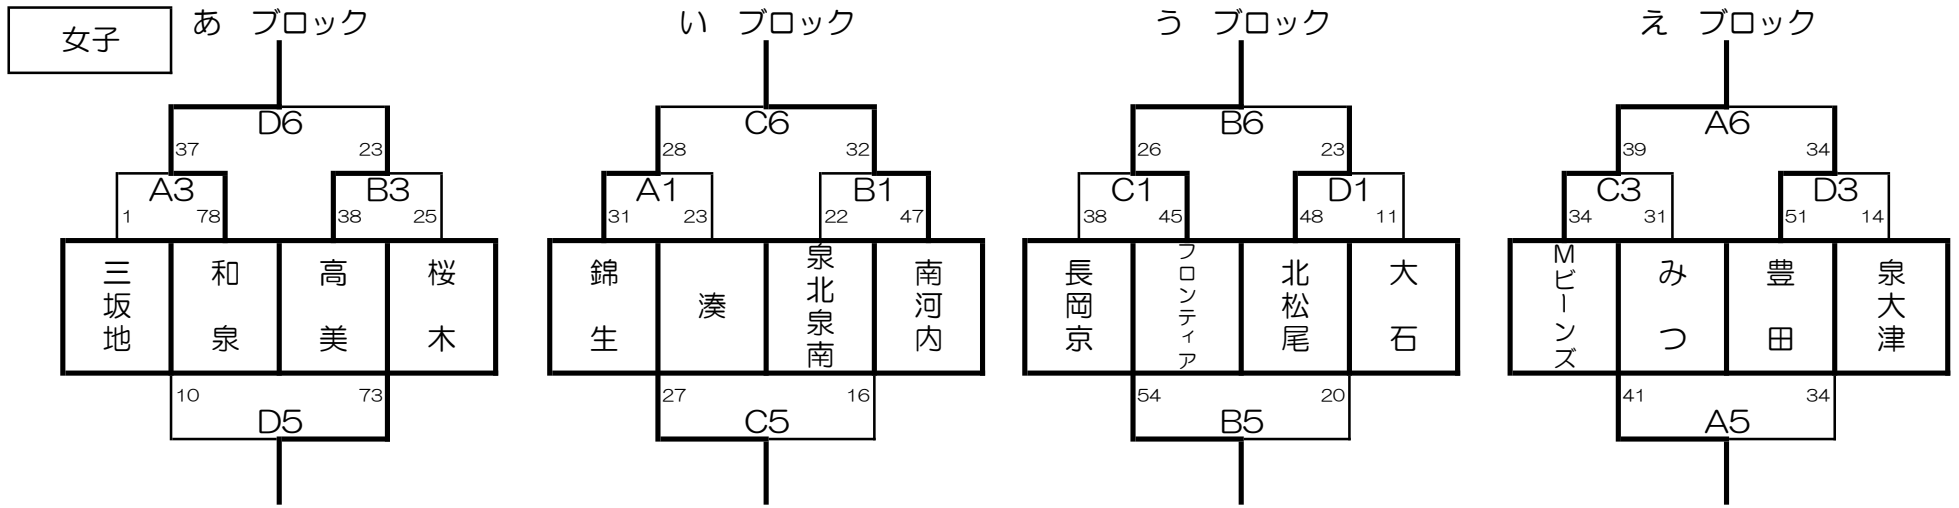 女子
あ ブロック
D6
37 23
A3
1 78
B3
38 25
三坂地
和泉
高美
桜木
10 73
D5
い ブロック
C6
28 32
A1
31 23
B1
22 47
錦生
湊
泉北泉南
南河内
27 16
C5
う ブロック
B6
26 23
C1
38 45
D1
48 11
長岡京
フロンティア
北松尾
大石
54 20
B5
え ブロック
A6
39 34
C3
34 31
D3
51 14
Mビーンズ
みつ
豊田
泉大津
41 34
A5